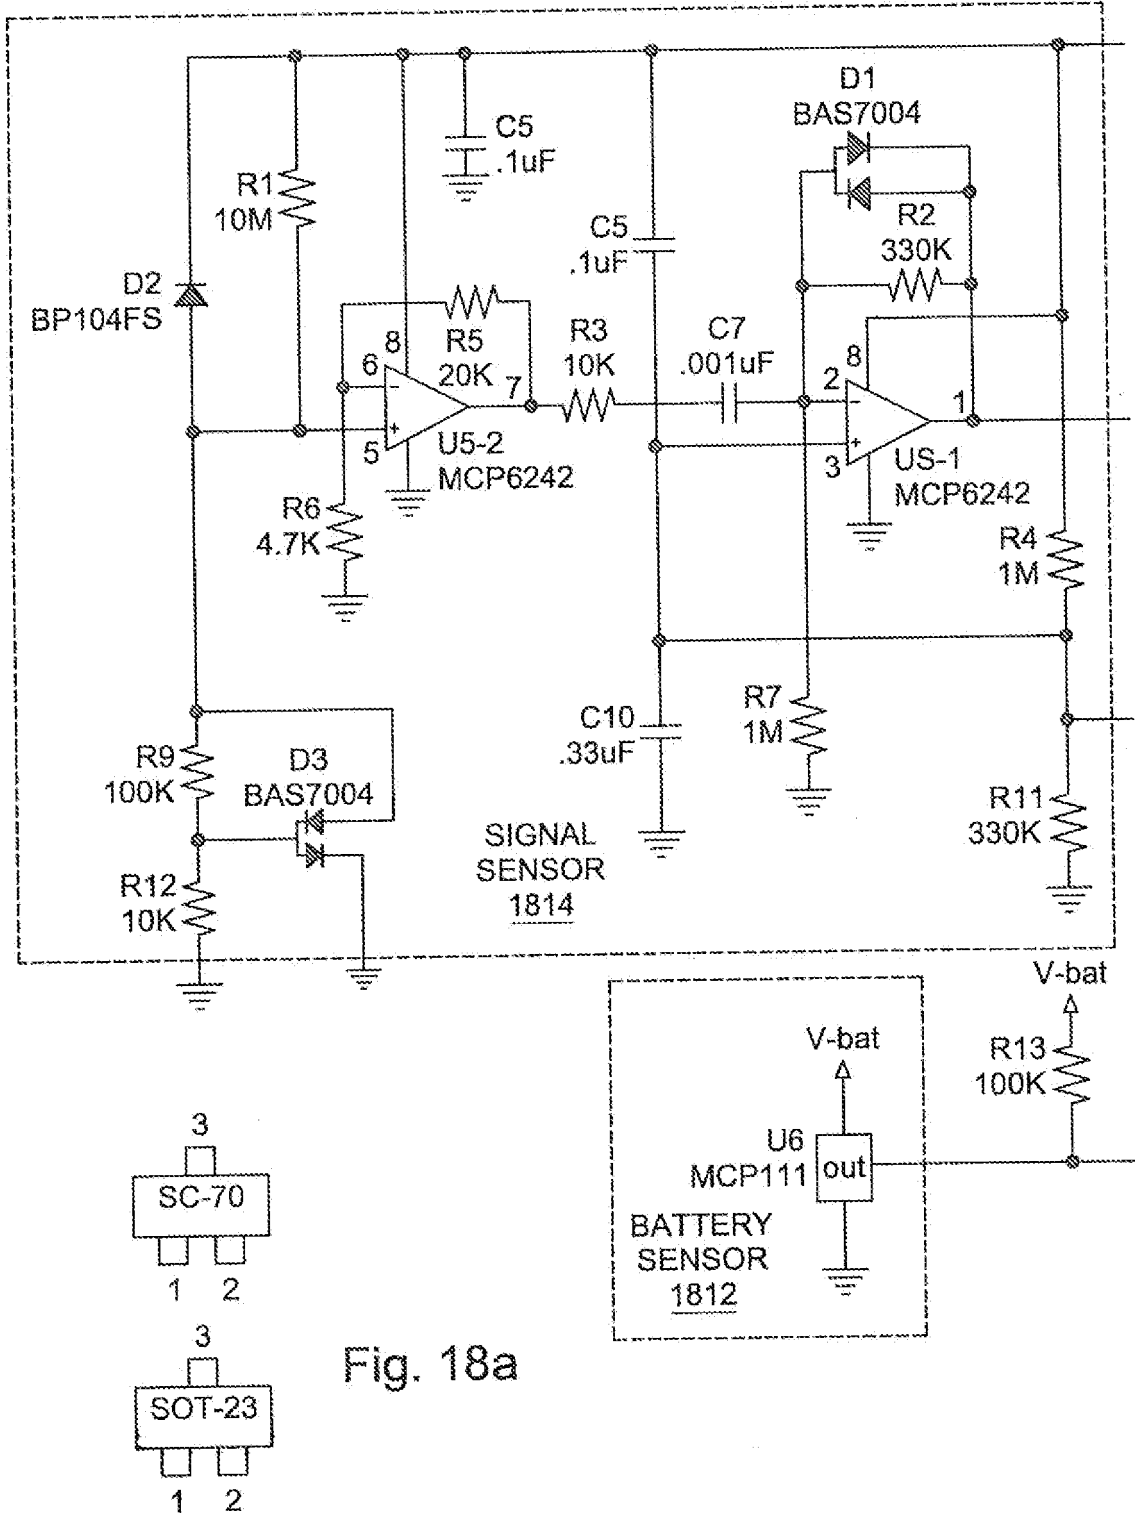 D1
BAS7004
C5
.1uF
R1
10M
R2
330K
C5
.1uF
D2
BP104FS
8
6
R5
20K
7
R3
10K
C7
.001uF
8
2
1
5
U5-2
MCP6242
3
US-1
MCP6242
R6
4.7K
R4
1M
R7
1M
C10
.33uF
R9
100K
D3
BAS7004
R11
330K
SIGNAL
SENSOR
1814
R12
10K
V-bat
V-bat
R13
100K
U6
MCP111
out
BATTERY
SENSOR
1812
3
SC-70
1 2
3
SOT-23
1 2
Fig. 18a